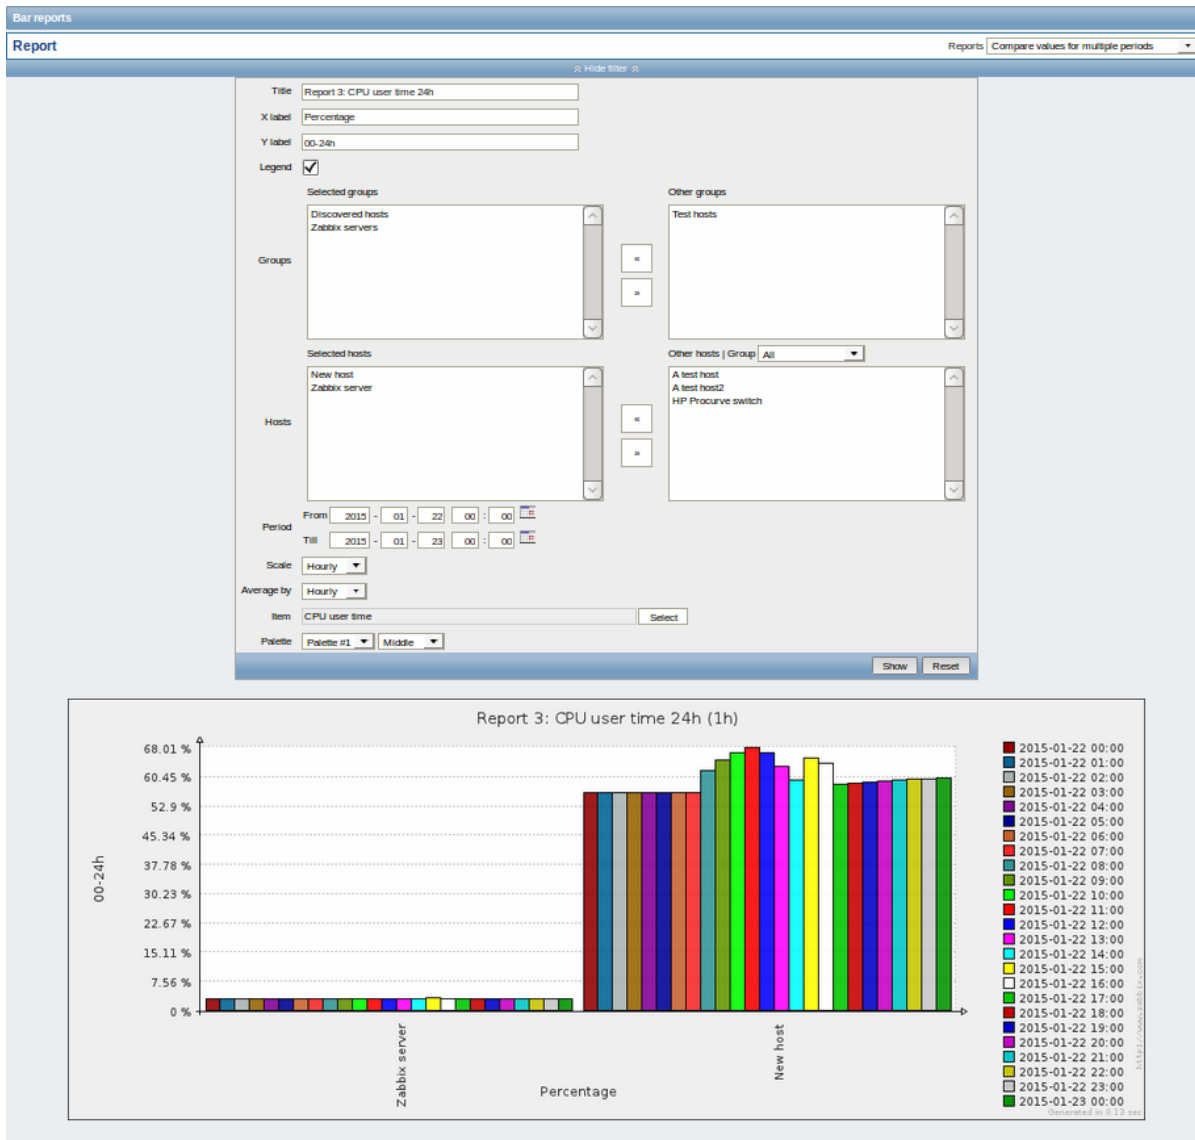 Bar reports
Report
Reports Compare values for multiple periods
Hide filter
Title Report 3: CPU user time 24h
X label Percentage
Y label 00-24h
Legend
Selected groups Other groups
Discovered hosts Test hosts
Zabbix servers
Groups
«
»
Selected hosts Other hosts | Group All
New host A test host
Zabbix server A test host2
HP Procurve switch
Hosts
«
»
Period
From 2015 - 01 - 22 00 : 00
Till 2015 - 01 - 23 00 : 00
Scale Hourly
Average by Hourly
Item CPU user time Select
Palette Palette #1 Middle
Show Reset
Report 3: CPU user time 24h (1h)
68.01 %
60.45 %
52.9 %
45.34 %
37.78 %
30.23 %
22.67 %
15.11 %
7.56 %
0 %
00-24h
Zabbix server
New host
Percentage
2015-01-22 00:00
2015-01-22 01:00
2015-01-22 02:00
2015-01-22 03:00
2015-01-22 04:00
2015-01-22 05:00
2015-01-22 06:00
2015-01-22 07:00
2015-01-22 08:00
2015-01-22 09:00
2015-01-22 10:00
2015-01-22 11:00
2015-01-22 12:00
2015-01-22 13:00
2015-01-22 14:00
2015-01-22 15:00
2015-01-22 16:00
2015-01-22 17:00
2015-01-22 18:00
2015-01-22 19:00
2015-01-22 20:00
2015-01-22 21:00
2015-01-22 22:00
2015-01-22 23:00
2015-01-23 00:00
http://www.zabbix.com
Generated in 0.13 sec